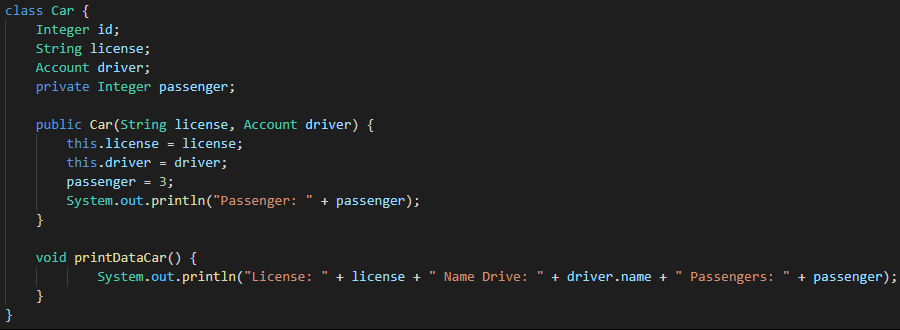 class Car {
    Integer id;
    String license;
    Account driver;
    private Integer passenger;

    public Car(String license, Account driver) {
        this.license = license;
        this.driver = driver;
        passenger = 3;
        System.out.println("Passenger: " + passenger);
    }

    void printDataCar() {
            System.out.println("License: " + license + " Name Drive: " + driver.name + " Passengers: " + passenger);
    }
}